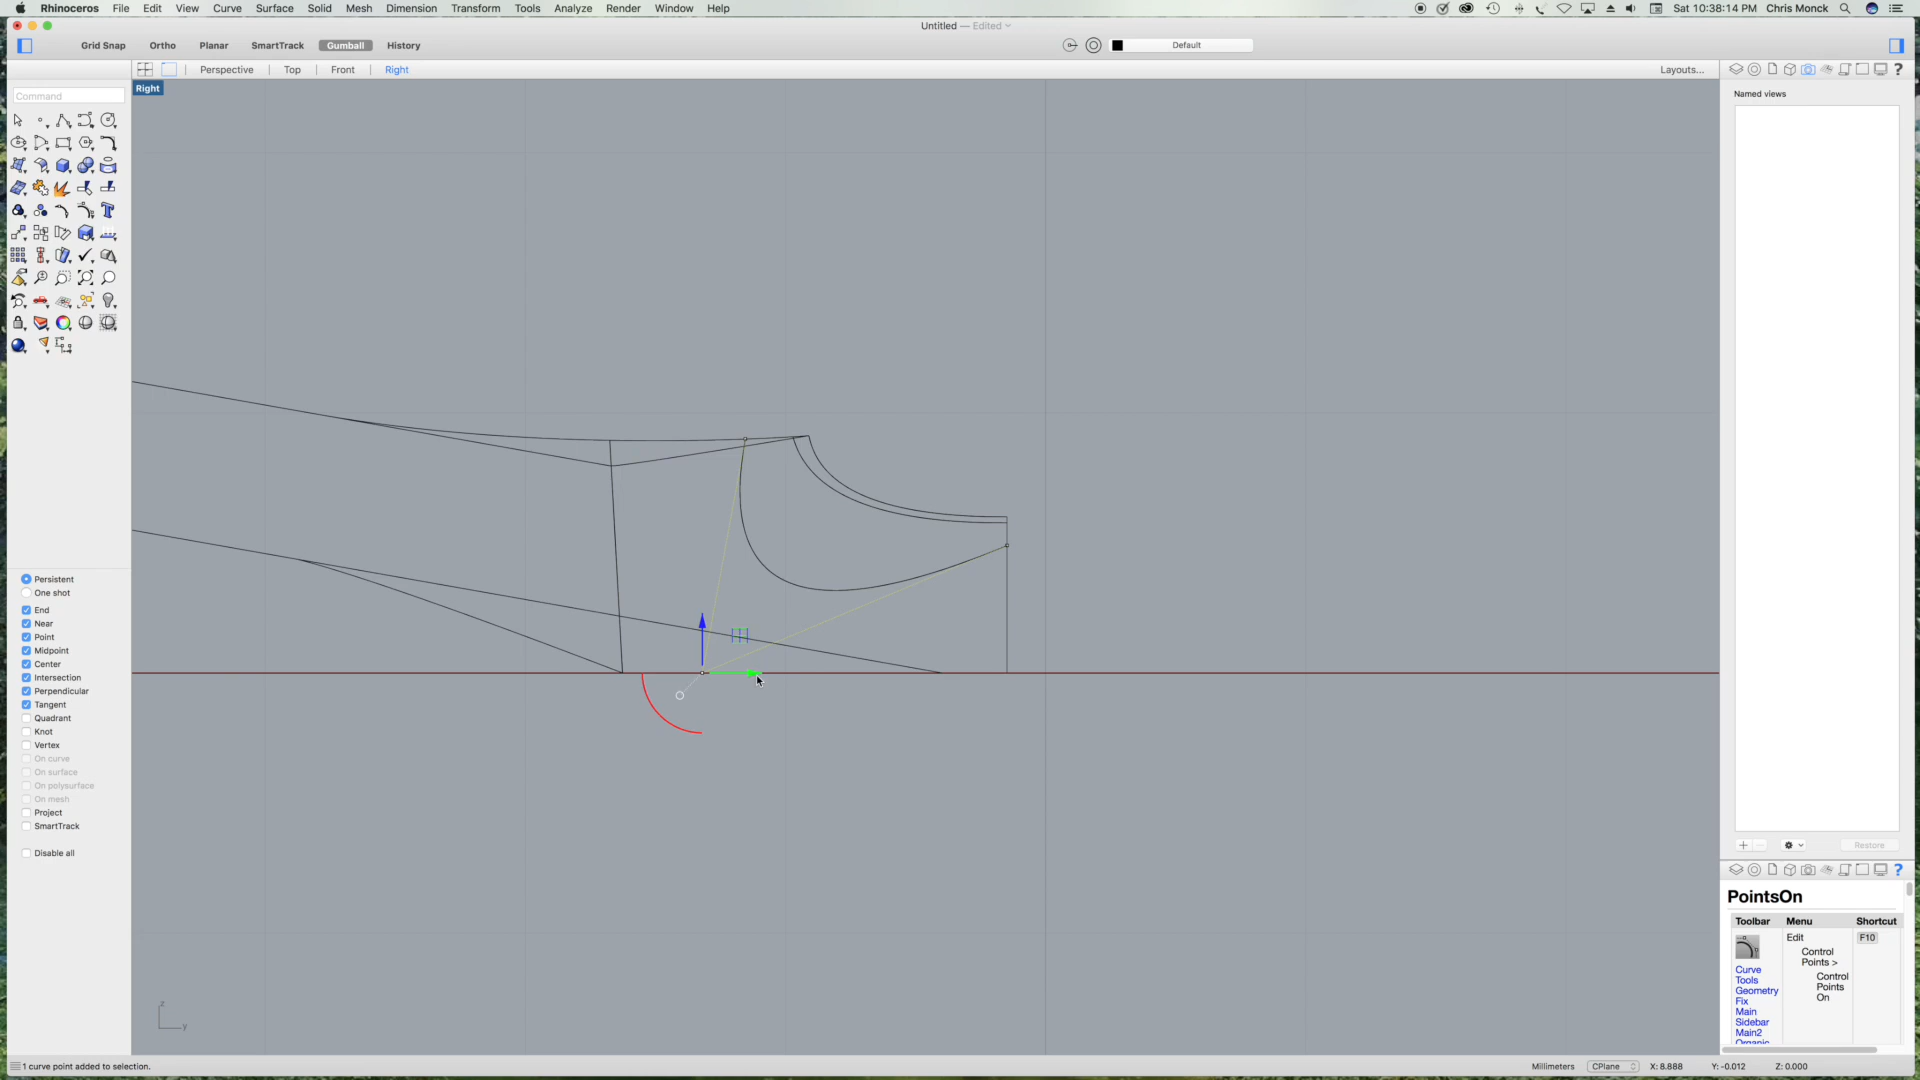 Rhinoceros File Edit View Curve Surface Solid Mesh Dimension Transform Tools Analyze Render Window Help
Sat 10:38:14 PM Chris Monck
Untitled — Edited
Grid Snap Ortho Planar SmartTrack Gumball History
Default
Perspective Top Front Right
Layouts...
Right
Command
Named views
Persistent
One shot
End
Near
Point
Midpoint
Center
Intersection
Perpendicular
Tangent
Quadrant
Knot
Vertex
On curve
On surface
On polysurface
On mesh
Project
SmartTrack
Disable all
Restore
PointsOn
Toolbar Menu Shortcut
Edit F10
Control
Points >
Control
Points
On
Curve
Tools
Geometry
Fix
Main
Sidebar
Main2
Organic
z
y
1 curve point added to selection.
Millimeters CPlane X: 8.888 Y: -0.012 Z: 0.000